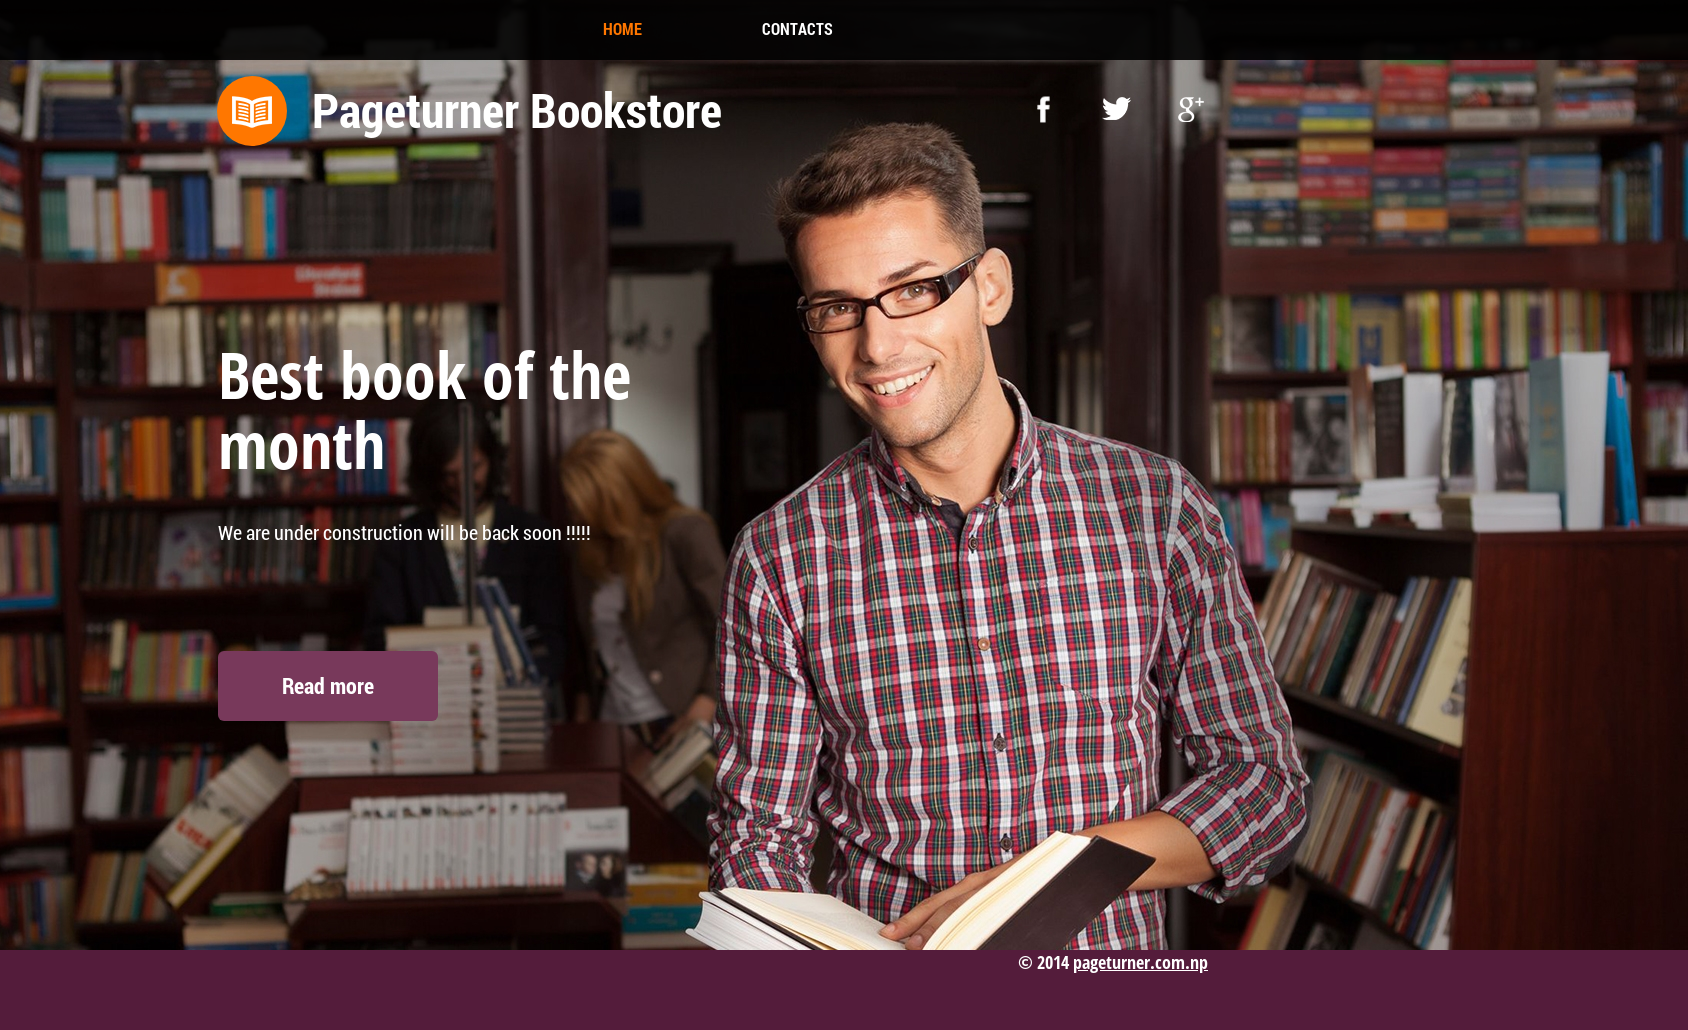 HOME CONTACTS
Pageturner Bookstore
Best book of the
month
We are under construction will be back soon !!!!!
Read more
© 2014 pageturner.com.np